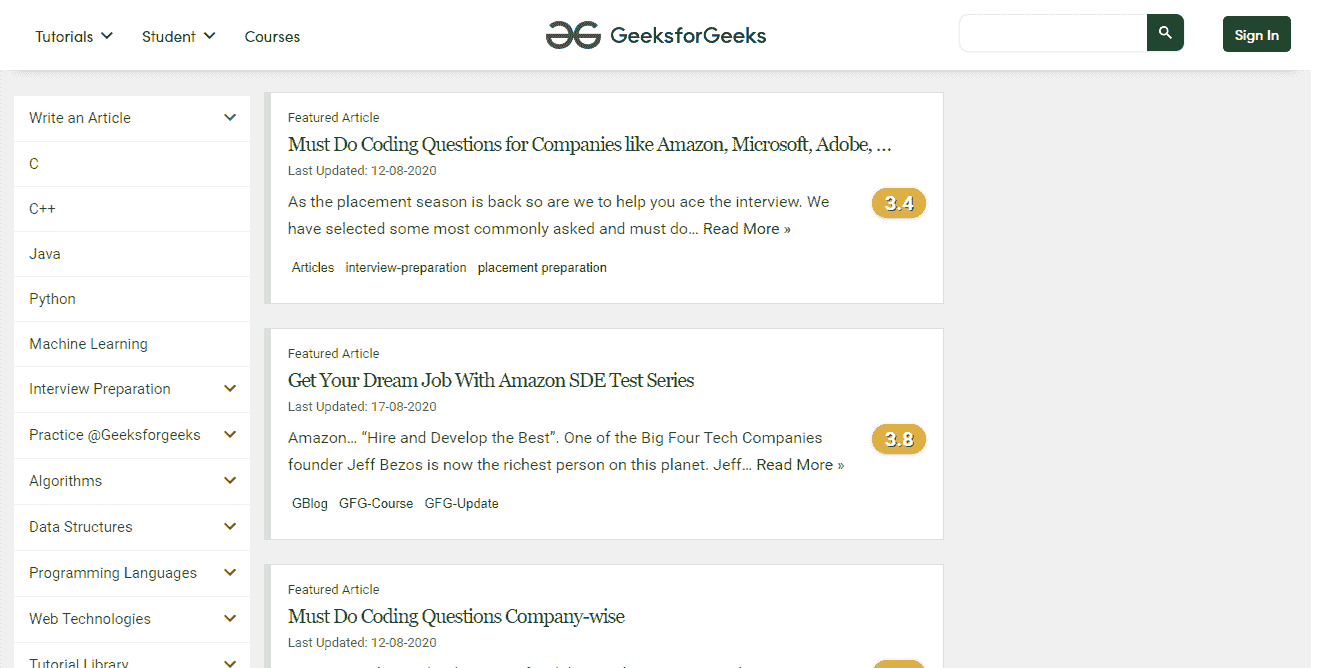 Tutorials Student Courses GeeksforGeeks Sign In
Write an Article
C
C++
Java
Python
Machine Learning
Interview Preparation
Practice @Geeksforgeeks
Algorithms
Data Structures
Programming Languages
Web Technologies
Tutorial Library
Featured Article
Must Do Coding Questions for Companies like Amazon, Microsoft, Adobe, …
Last Updated: 12-08-2020
As the placement season is back so are we to help you ace the interview. We
have selected some most commonly asked and must do… Read More »
3.4
Articles interview-preparation placement preparation
Featured Article
Get Your Dream Job With Amazon SDE Test Series
Last Updated: 17-08-2020
Amazon… “Hire and Develop the Best”. One of the Big Four Tech Companies
founder Jeff Bezos is now the richest person on this planet. Jeff… Read More »
3.8
GBlog GFG-Course GFG-Update
Featured Article
Must Do Coding Questions Company-wise
Last Updated: 12-08-2020